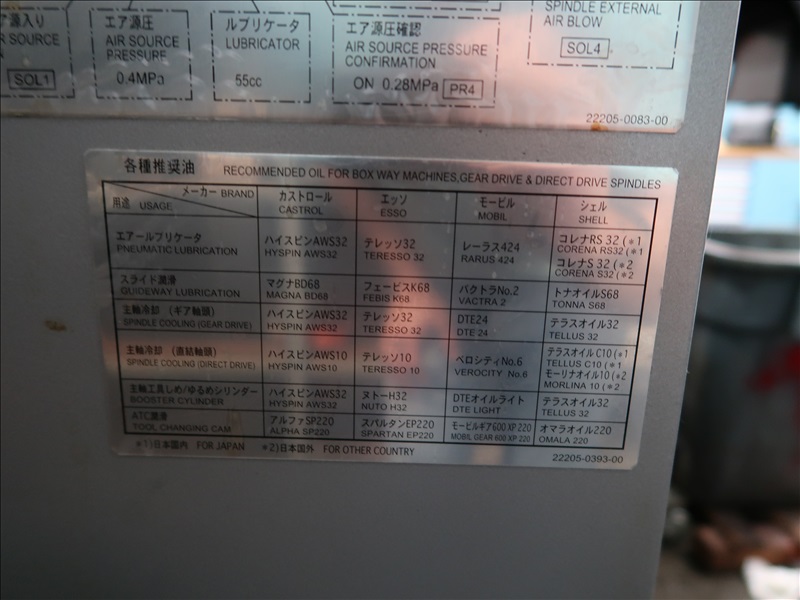 ア源入り
SOURCE
SOL1
エア源圧
AIR SOURCE
PRESSURE
0.4MPa
ルブリケータ
LUBRICATOR
55cc
エア源圧確認
AIR SOURCE PRESSURE
CONFIRMATION
ON 0.28MPa PR4
SPINDLE EXTERNAL
AIR BLOW
SOL4
22205-0083-00
各種推奨油 RECOMMENDED OIL FOR BOX WAY MACHINES,GEAR DRIVE & DIRECT DRIVE SPINDLES
メーカー BRAND
用途 USAGE
カストロール
CASTROL
エッソ
ESSO
モービル
MOBIL
シェル
SHELL
エアールブリケータ
PNEUMATIC LUBRICATION
ハイスピンAWS32
HYSPIN AWS32
テレッソ32
TERESSO 32
レーラス424
RARUS 424
コレナRS 32 (*1
CORENA RS32 (*1
コレナS 32 (*2
CORENA S32 (*2
スライド潤滑
GUIDEWAY LUBRICATION
マグナBD68
MAGNA BD68
フェービスK68
FEBIS K68
バクトラNo.2
VACTRA 2
トナオイルS68
TONNA S68
主軸冷却 (ギア軸頭)
SPINDLE COOLING (GEAR DRIVE)
ハイスピンAWS32
HYSPIN AWS32
テレッソ32
TERESSO 32
DTE24
DTE 24
テラスオイル32
TELLUS 32
主軸冷却 (直結軸頭)
SPINDLE COOLING (DIRECT DRIVE)
ハイスピンAWS10
HYSPIN AWS10
テレッソ10
TERESSO 10
ベロシティNo.6
VEROCITY No.6
テラスオイル C10 (*1
TELLUS C10 (*1
モーリナオイル10 (*2
MORLINA 10 (*2
主軸工具しめ/ゆるめシリンダー
BOOSTER CYLINDER
ハイスピンAWS32
HYSPIN AWS32
ヌトーH32
NUTO H32
DTEオイルライト
DTE LIGHT
テラスオイル32
TELLUS 32
ATC潤滑
TOOL CHANGING CAM
アルファSP220
ALPHA SP220
スパルタンEP220
SPARTAN EP220
モービルギア600 XP 220
MOBIL GEAR 600 XP 220
オマラオイル220
OMALA 220
*1)日本国内 FOR JAPAN *2)日本国外 FOR OTHER COUNTRY
22205-0393-00